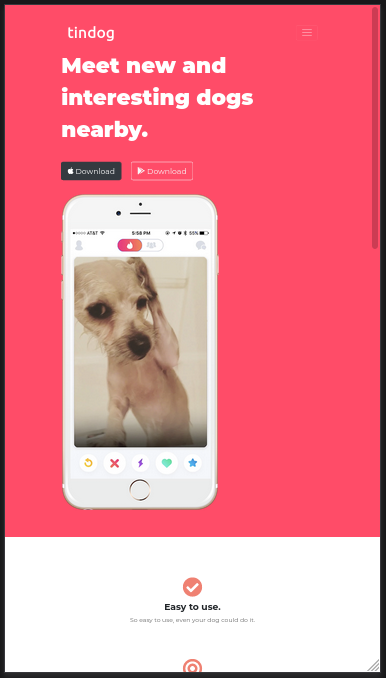 tindog
Meet new and
interesting dogs
nearby.
Download
Download
AT&T
5:58 PM
55%
Easy to use.
So easy to use, even your dog could do it.